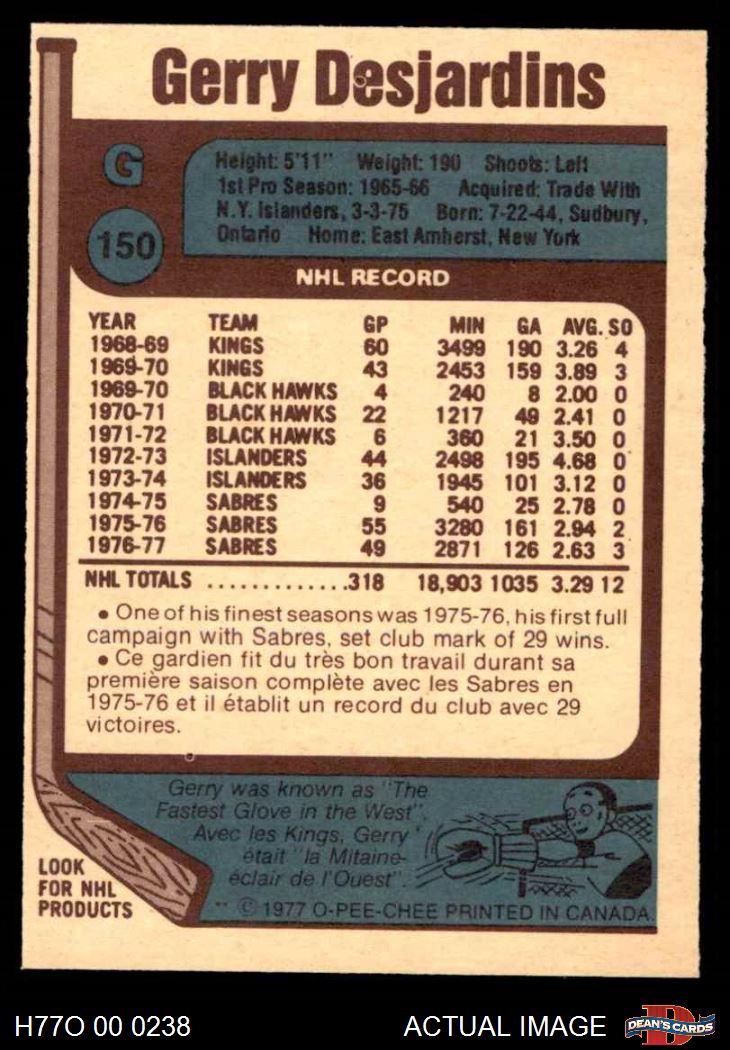 Gerry Desjardins
G
150
Height: 5'11" Weight: 190 Shoots: Left
1st Pro Season: 1965-66 Acquired: Trade With
N.Y. Islanders, 3-3-75 Born: 7-22-44, Sudbury,
Ontario Home: East Amherst, New York
NHL RECORD
YEAR TEAM GP MIN GA AVG. SO
1968-69 KINGS 60 3499 190 3.26 4
1969-70 KINGS 43 2453 159 3.89 3
1969-70 BLACK HAWKS 4 240 8 2.00 0
1970-71 BLACK HAWKS 22 1217 49 2.41 0
1971-72 BLACK HAWKS 6 360 21 3.50 0
1972-73 ISLANDERS 44 2498 195 4.68 0
1973-74 ISLANDERS 36 1945 101 3.12 0
1974-75 SABRES 9 540 25 2.78 0
1975-76 SABRES 55 3280 161 2.94 2
1976-77 SABRES 49 2871 126 2.63 3
NHL TOTALS .............318 18,903 1035 3.29 12
• One of his finest seasons was 1975-76, his first full
campaign with Sabres, set club mark of 29 wins.
• Ce gardien fit du très bon travail durant sa
première saison complète avec les Sabres en
1975-76 et il établit un record du club avec 29
victoires.
Gerry was known as "The
Fastest Glove in the West".
Avec les Kings, Gerry
était "la Mitaine-
éclair de l'Ouest".
LOOK
FOR NHL
PRODUCTS
** © 1977 O-PEE-CHEE PRINTED IN CANADA.
H77O 00 0238 ACTUAL IMAGE
D
DEAN'S CARDS